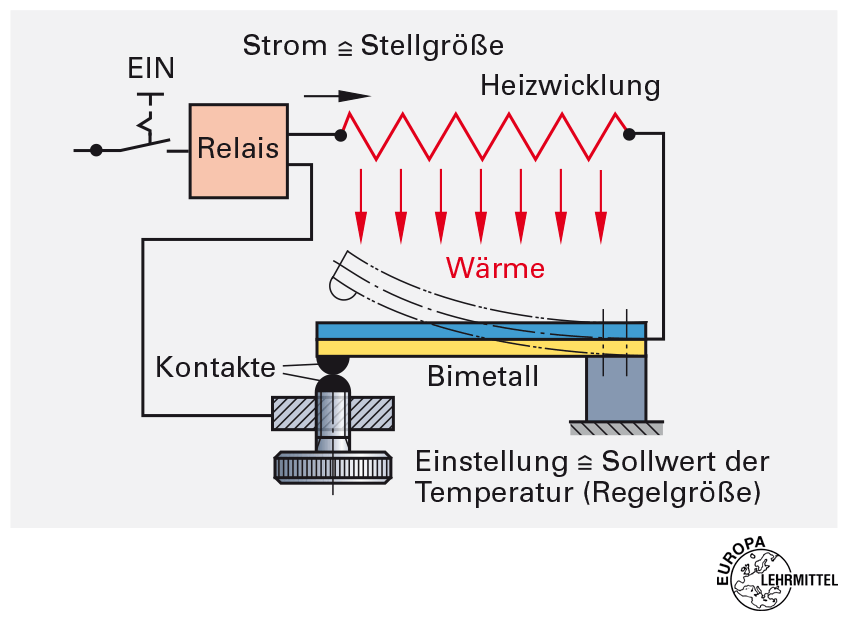 Strom ≙ Stellgröße
EIN
Heizwicklung
Relais
Wärme
Kontakte
Bimetall
Einstellung ≙ Sollwert der
Temperatur (Regelgröße)
EUROPA
LEHRMITTEL